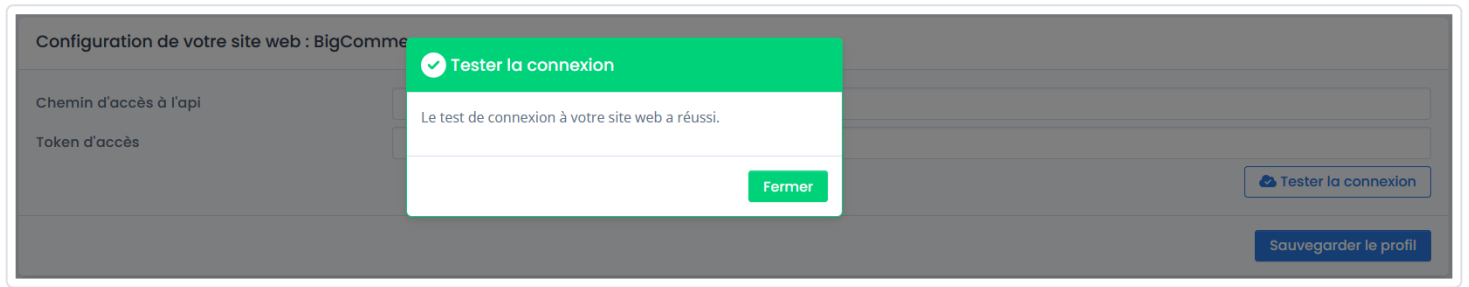 Configuration de votre site web : BigComme
Tester la connexion
Chemin d'accès à l'api
Le test de connexion à votre site web a réussi.
Token d'accès
Fermer
Tester la connexion
Sauvegarder le profil